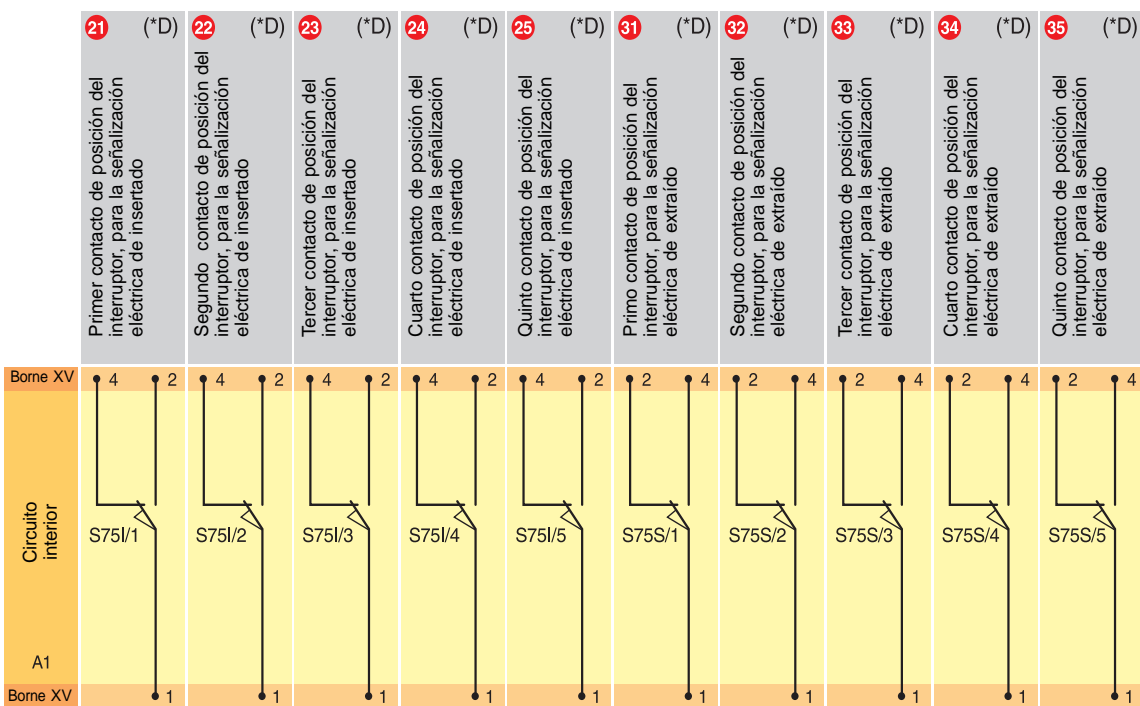 21 (*D)
Primer contacto de posición del
interruptor, para la señalización
eléctrica de insertado
22 (*D)
Segundo contacto de posición del
interruptor, para la señalización
eléctrica de insertado
23 (*D)
Tercer contacto de posición del
interruptor, para la señalización
eléctrica de insertado
24 (*D)
Cuarto contacto de posición del
interruptor, para la señalización
eléctrica de insertado
25 (*D)
Quinto contacto de posición del
interruptor, para la señalización
eléctrica de insertado
31 (*D)
Primo contacto de posición del
interruptor, para la señalización
eléctrica de extraído
32 (*D)
Segundo contacto de posición del
interruptor, para la señalización
eléctrica de extraído
33 (*D)
Tercer contacto de posición del
interruptor, para la señalización
eléctrica de extraído
34 (*D)
Cuarto contacto de posición del
interruptor, para la señalización
eléctrica de extraído
35 (*D)
Quinto contacto de posición del
interruptor, para la señalización
eléctrica de extraído
Borne XV 4 2 4 2 4 2 4 2 4 2 2 4 2 4 2 4 2 4 2 4
Circuito
interior
S75I/1 S75I/2 S75I/3 S75I/4 S75I/5 S75S/1 S75S/2 S75S/3 S75S/4 S75S/5
A1
Borne XV 1 1 1 1 1 1 1 1 1 1